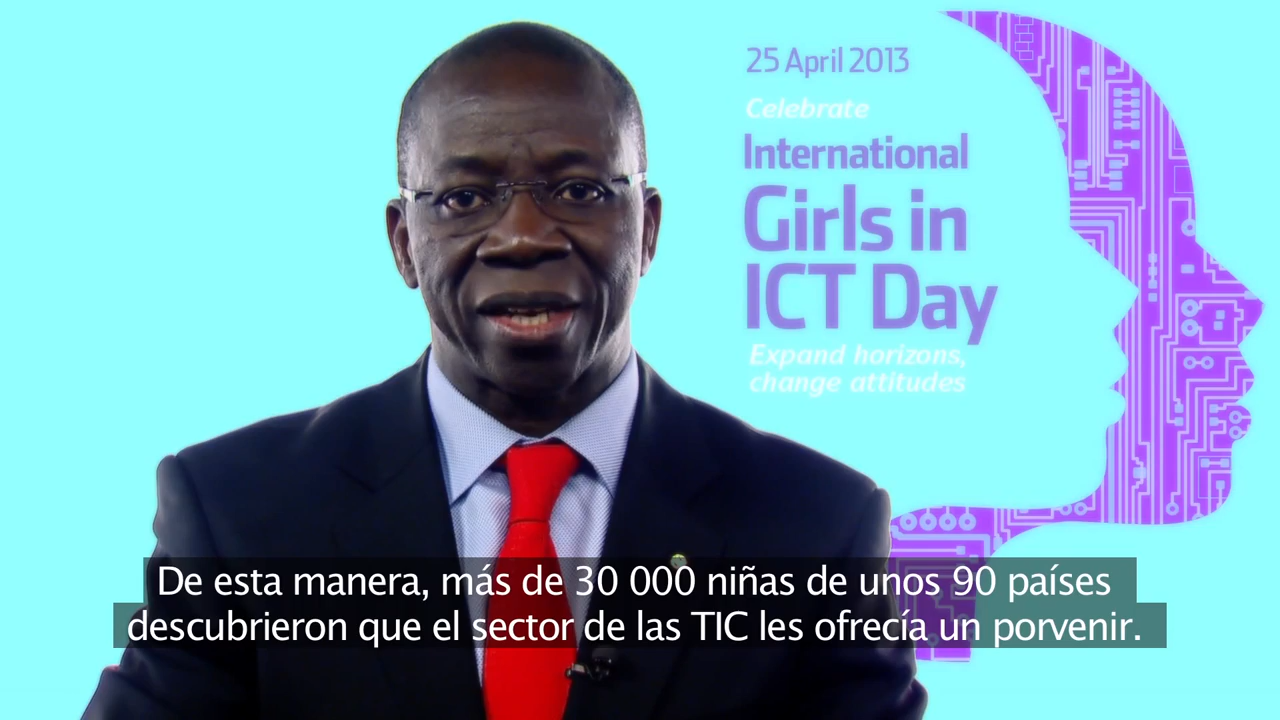 25 April 2013
Celebrate
International
Girls in
ICT Day
Expand horizons,
change attitudes
De esta manera, más de 30 000 niñas de unos 90 países
descubrieron que el sector de las TIC les ofrecía un porvenir.